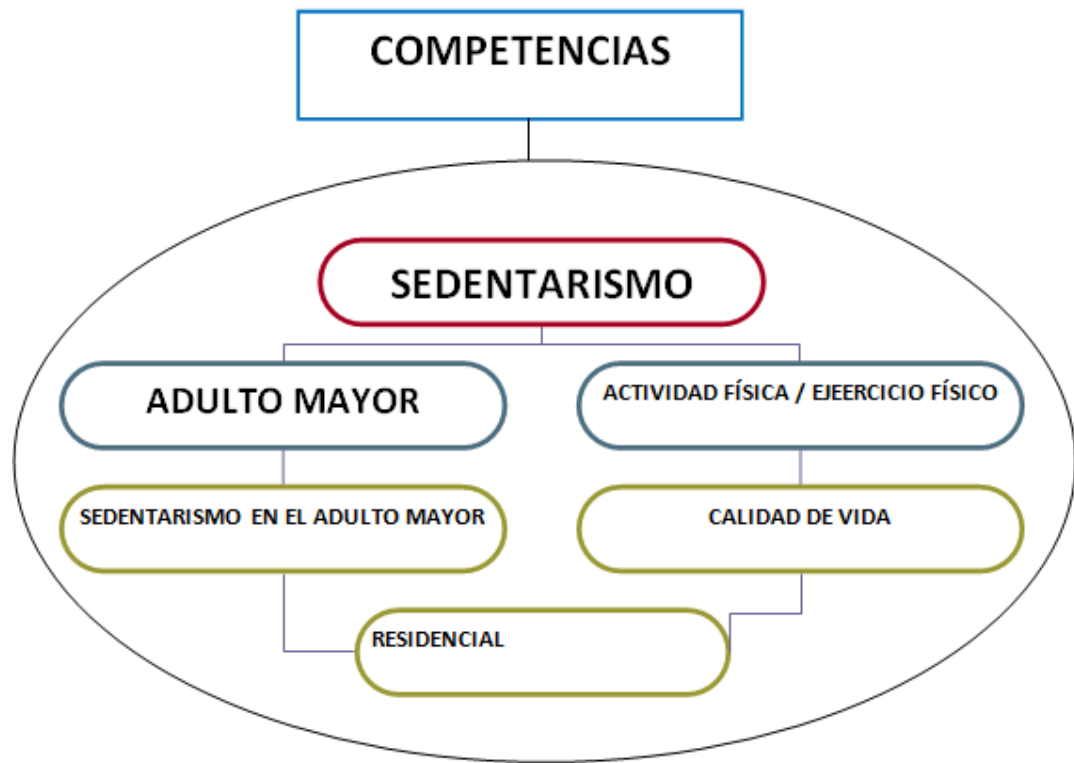 COMPETENCIAS
SEDENTARISMO
ADULTO MAYOR
ACTIVIDAD FÍSICA / EJEERCICIO FÍSICO
SEDENTARISMO EN EL ADULTO MAYOR
CALIDAD DE VIDA
RESIDENCIAL